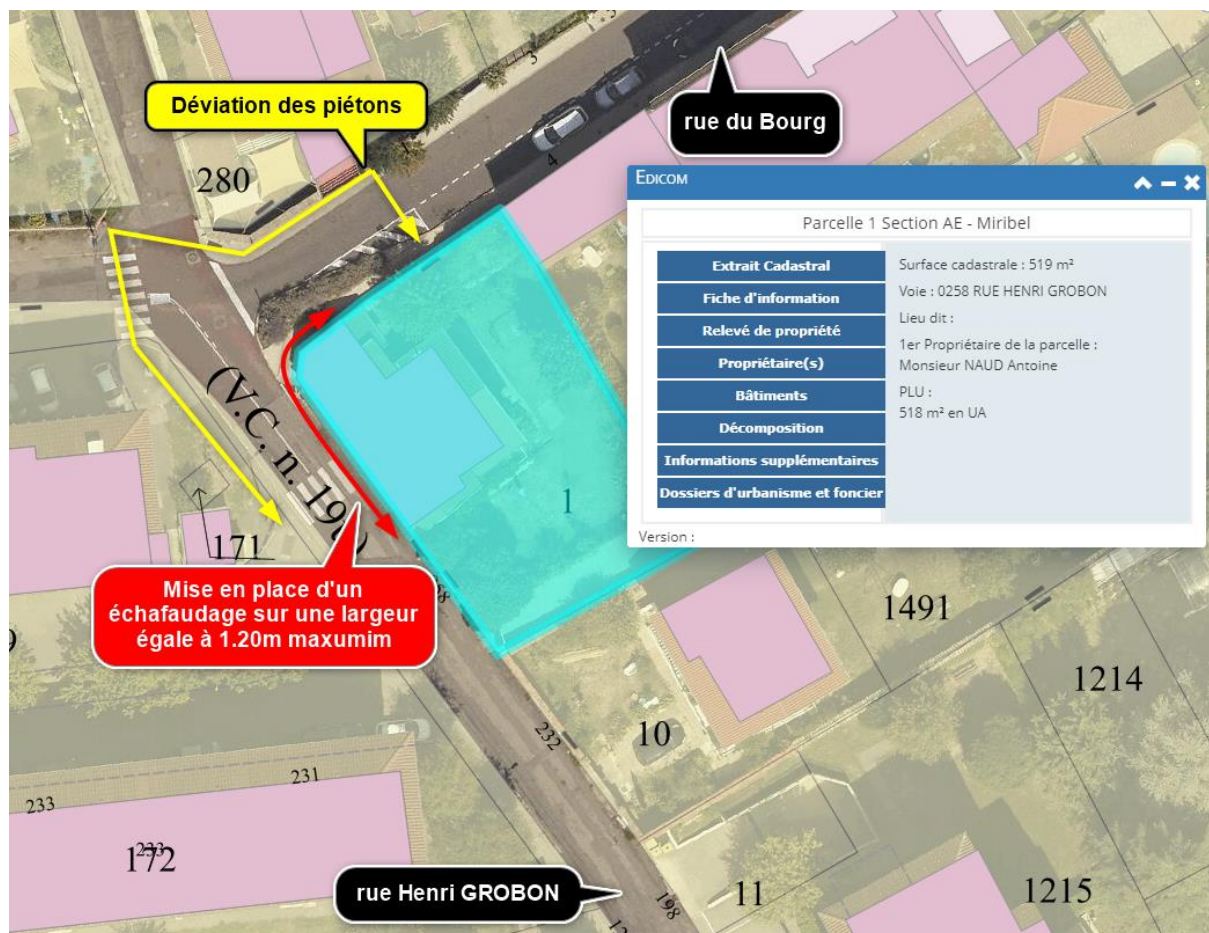 Déviation des piétons
rue du Bourg
3
4
280
EDICOM
Parcelle 1 Section AE - Miribel
Extrait Cadastral
Fiche d'information
Relevé de propriété
Propriétaire(s)
Bâtiments
Décomposition
Informations supplémentaires
Dossiers d'urbanisme et foncier
Surface cadastrale : 519 m²
Voie : 0258 RUE HENRI GROBON
Lieu dit :
1er Propriétaire de la parcelle :
Monsieur NAUD Antoine
PLU :
518 m² en UA
Version :
(V.C. n. 198)
1
171
Mise en place d'un
échafaudage sur une largeur
égale à 1.20m maxumim
1491
1214
10
232
231
233
233
172
rue Henri GROBON
198
11
1215